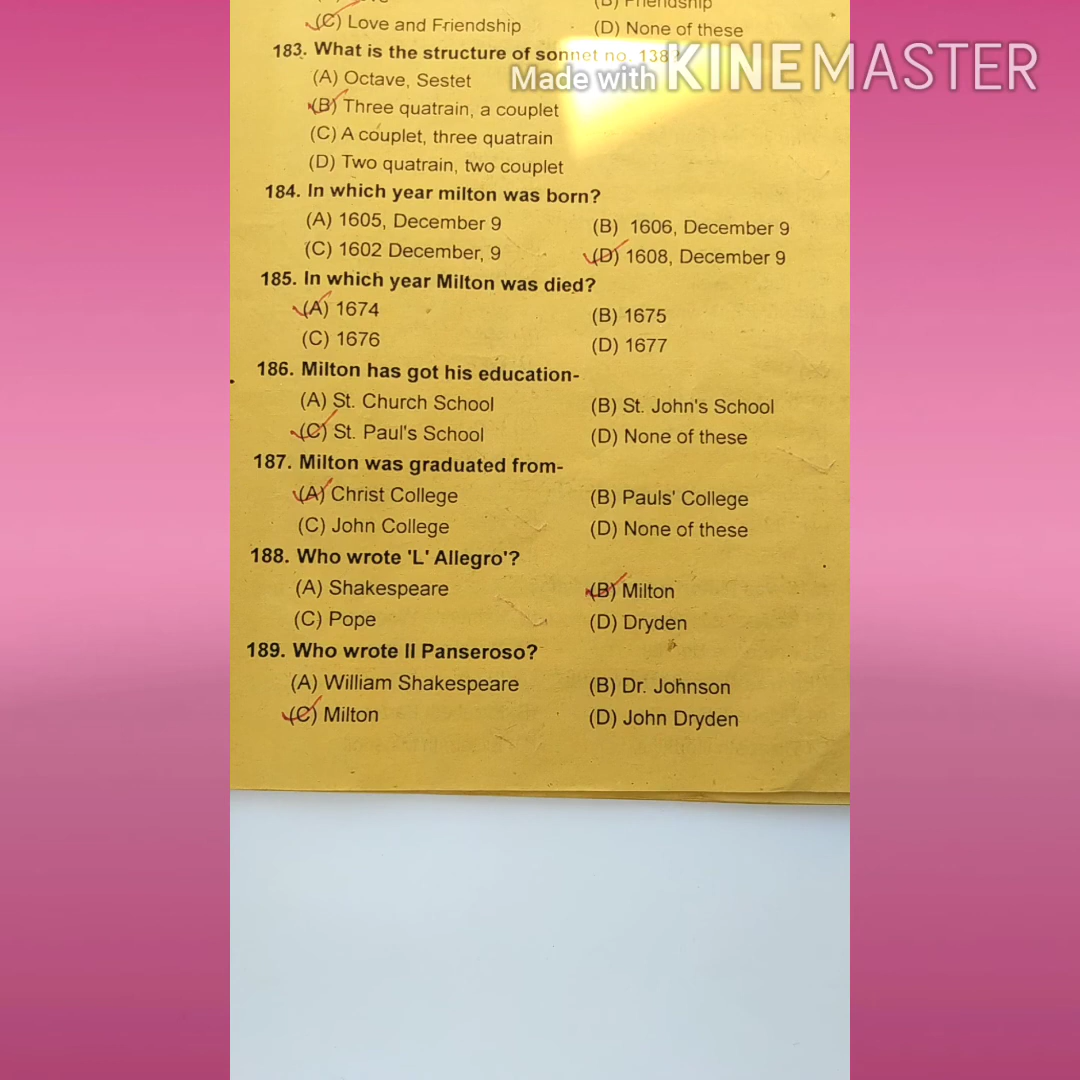 (B) Friendship
(C) Love and Friendship (D) None of these
183. What is the structure of sonnet no. 138?
Made with KINEMASTER
(A) Octave, Sestet
(B) Three quatrain, a couplet
(C) A couplet, three quatrain
(D) Two quatrain, two couplet
184. In which year milton was born?
(A) 1605, December 9 (B) 1606, December 9
(C) 1602 December, 9 (D) 1608, December 9
185. In which year Milton was died?
(A) 1674 (B) 1675
(C) 1676 (D) 1677
186. Milton has got his education-
(A) St. Church School (B) St. John's School
(C) St. Paul's School (D) None of these
187. Milton was graduated from-
(A) Christ College (B) Pauls' College
(C) John College (D) None of these
188. Who wrote 'L' Allegro'?
(A) Shakespeare (B) Milton
(C) Pope (D) Dryden
189. Who wrote II Panseroso?
(A) William Shakespeare (B) Dr. Johnson
(C) Milton (D) John Dryden